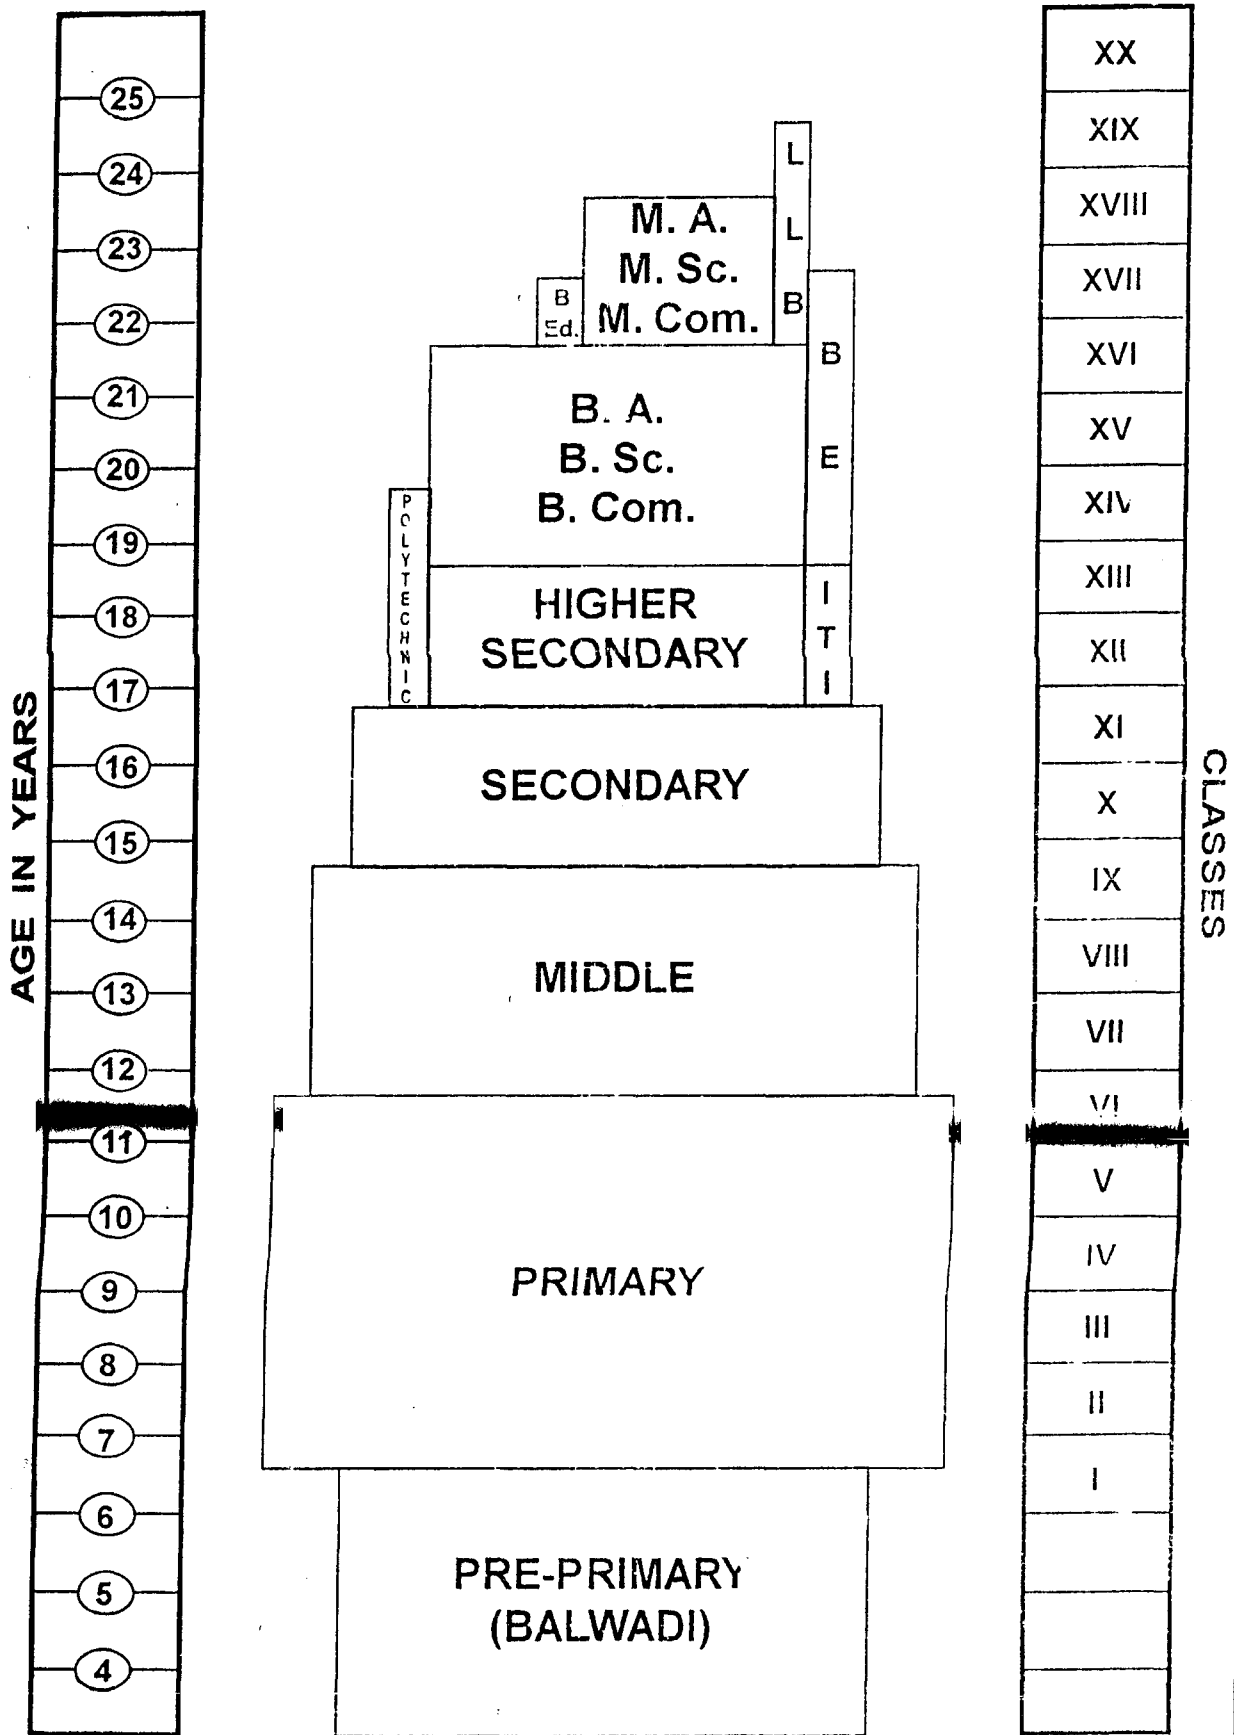 25
24
23
22
21
20
19
18
17
16
15
14
13
12
11
10
9
8
7
6
5
4
AGE IN YEARS
L
L
B
M. A.
M. Sc.
M. Com.
B
Ed.
B
E
B. A.
B. Sc.
B. Com.
POLYTECHNIC
HIGHER
SECONDARY
I
T
I
SECONDARY
MIDDLE
PRIMARY
PRE-PRIMARY
(BALWADI)
XX
XIX
XVIII
XVII
XVI
XV
XIV
XIII
XII
XI
X
IX
VIII
VII
VI
V
IV
III
II
I
CLASSES